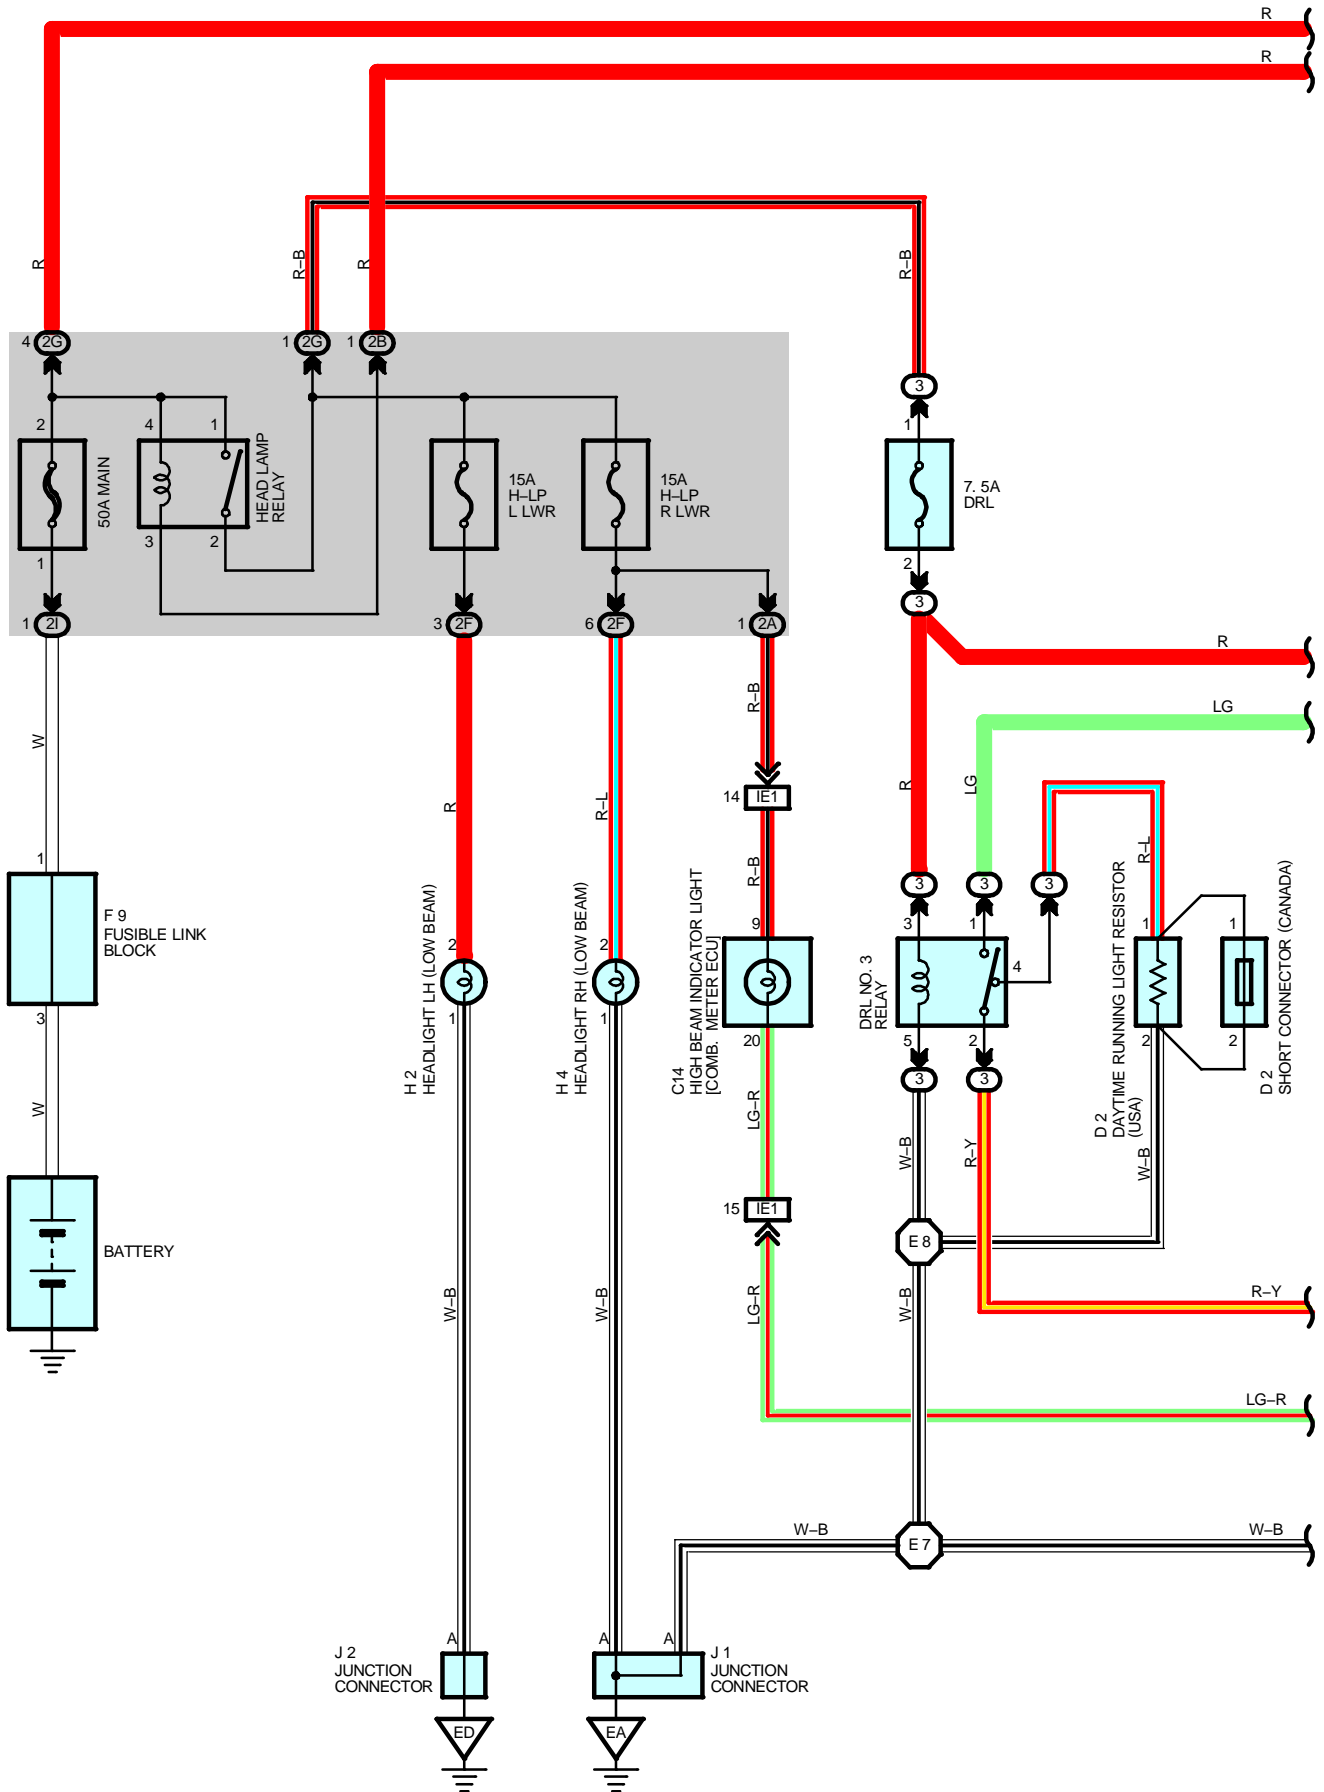 R
R
R
R–B
R
R–B
4
2G
1
2G
1
2B
3
2
4
1
1
50A MAIN
HEAD LAMP
RELAY
15A
H–LP
L LWR
15A
H–LP
R LWR
7. 5A
DRL
1
3
2
2
1
2I
3
2F
6
2F
1
2A
3
R
LG
W
R–B
R
R–L
R
LG
R–L
14
IE1
R–B
1
F 9
FUSIBLE LINK
BLOCK
3
3
3
3
2
2
9
3
1
4
1
1
H 2
HEADLIGHT LH (LOW BEAM)
H 4
HEADLIGHT RH (LOW BEAM)
C14
HIGH BEAM INDICATOR LIGHT
[COMB. METER ECU]
DRL NO. 3
RELAY
D 2
DAYTIME RUNNING LIGHT RESISTOR
(USA)
D 2
SHORT CONNECTOR (CANADA)
3
1
1
20
5
2
2
2
3
3
W
LG–R
W–B
R–Y
W–B
15
IE1
BATTERY
E 8
W–B
W–B
LG–R
W–B
R–Y
LG–R
W–B
E 7
W–B
J 2
JUNCTION
CONNECTOR
A
A
A
J 1
JUNCTION
CONNECTOR
ED
EA